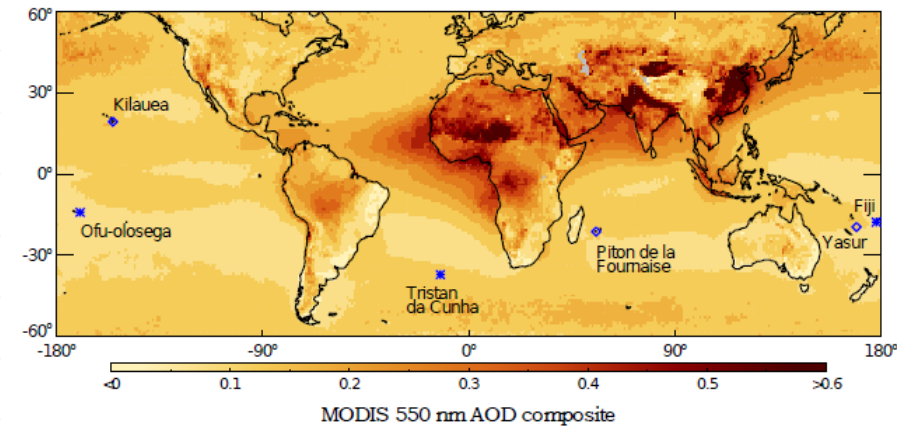 60°
30°
0°
-30°
-60°
Kilauea
Ofu-olosega
Tristan
da Cunha
Piton de la
Fournaise
Fiji
Yasur
-180° -90° 0° 90° 180°
<0 0.1 0.2 0.3 0.4 0.5 >0.6
MODIS 550 nm AOD composite